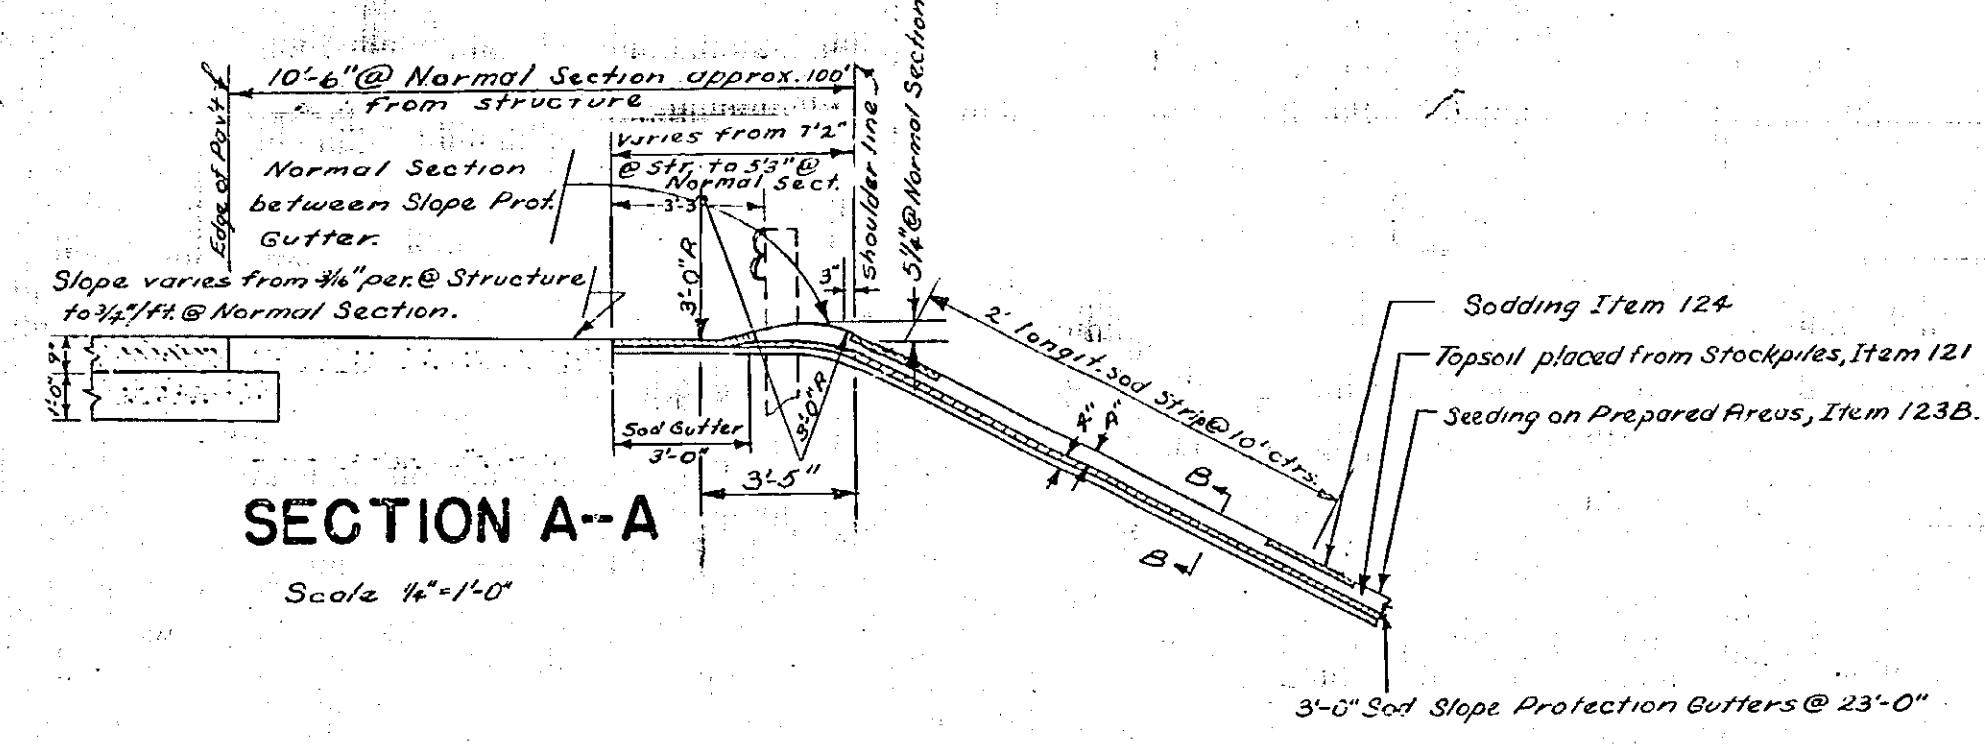 10'-6"@ Normal Section approx. 100'
from structure
Edge of Pav't
Varies from 7'2"
@ Str. to 5'3" @
Normal Sect.
3'-3"
Normal Section
between Slope Prot.
Gutter.
shoulder line
5 1/4" @ Normal Section
3'-0" R
3"
Slope varies from 3/16" per. @ Structure
to 3/4"/ft. @ Normal Section.
9"
1'-0"
2' longit. sod Strip @ 10' ctrs.
Sodding Item 124
Topsoil placed from Stockpiles, Item 121
Seeding on Prepared Areas, Item 123B.
Sod Gutter
3'-0"
3'-0" R
3'-5"
4"
4"
B
B
SECTION A--A
Scale 1/4"=1'-0"
3'-0" Sod Slope Protection Gutters @ 23'-0"